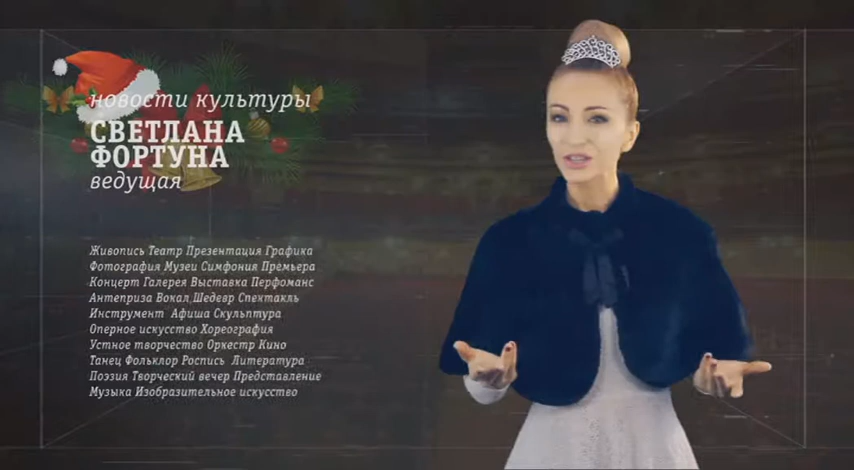 новости культуры
СВЕТЛАНА
ФОРТУНА
ведущая
Живопись Театр Презентация Графика
Фотография Музеи Симфония Премьера
Концерт Галерея Выставка Перфоманс
Антеприза Вокал Шедевр Спектакль
Инструмент Афиша Скульптура
Оперное искусство Хореография
Устное творчество Оркестр Кино
Танец Фольклор Роспись Литература
Поэзия Творческий вечер Представление
Музыка Изобразительное искусство